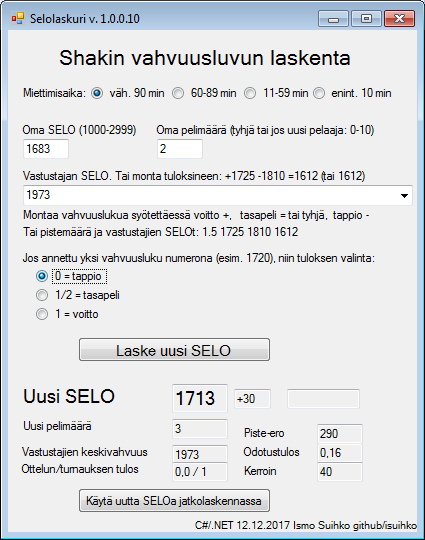 Selolaskuri v. 1.0.0.10
Shakin vahvuusluvun laskenta
Miettimisaika: väh. 90 min 60-89 min 11-59 min enint. 10 min
Oma SELO (1000-2999) Oma pelimäärä (tyhjä tai jos uusi pelaaja: 0-10)
1683 2
Vastustajan SELO. Tai monta tuloksineen: +1725 -1810 =1612 (tai 1612)
1973
Montaa vahvuuslukua syötettäessä voitto +, tasapeli = tai tyhjä, tappio -
Tai pistemäärä ja vastustajien SELOt: 1.5 1725 1810 1612
Jos annettu yksi vahvuusluku numerona (esim. 1720), niin tuloksen valinta:
0 = tappio
1/2 = tasapeli
1 = voitto
Laske uusi SELO
Uusi SELO 1713 +30
Uusi pelimäärä 3
Piste-ero 290
Vastustajien keskivahvuus 1973
Odotustulos 0,16
Ottelun/turnauksen tulos 0,0 / 1
Kerroin 40
Käytä uutta SELOa jatkolaskennassa
C#/.NET 12.12.2017 Ismo Suihko github/isuihko